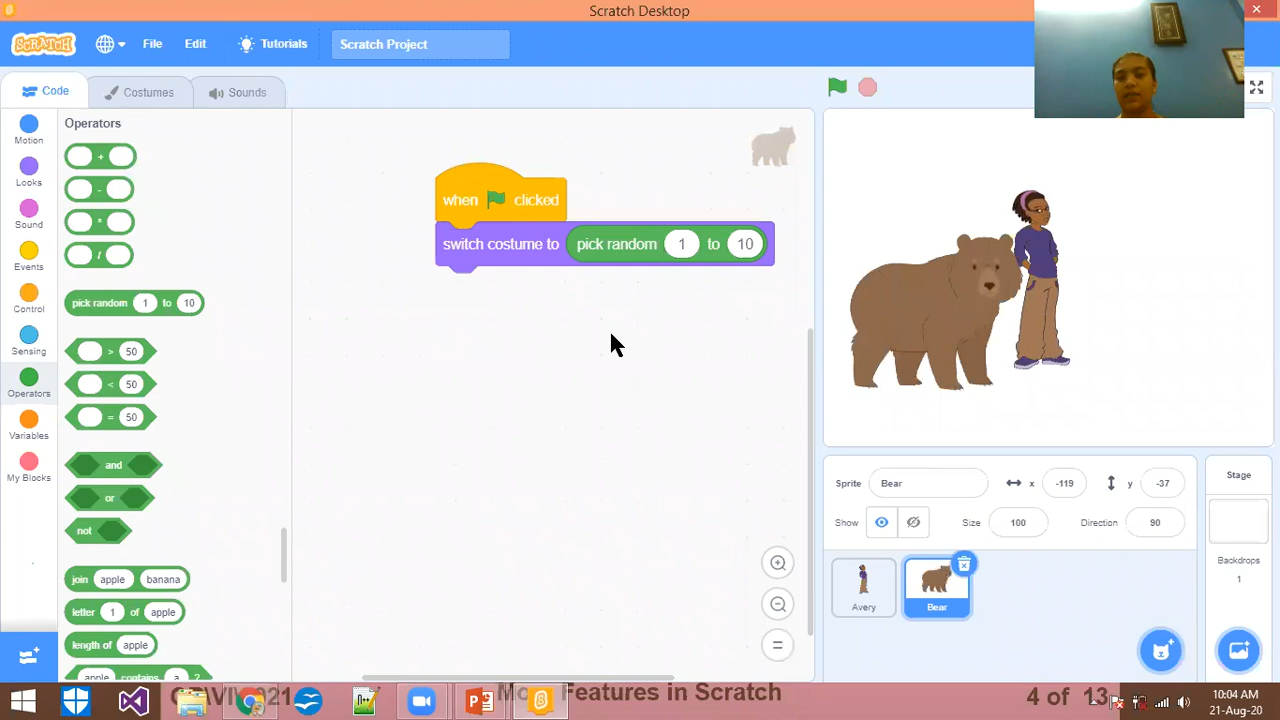 Scratch Desktop
SCRATCH
File
Edit
Tutorials
Scratch Project
Code
Costumes
Sounds
Motion
Looks
Sound
Events
Control
Sensing
Operators
Variables
My Blocks
Operators
+
-
*
/
pick random 1 to 10
> 50
< 50
= 50
and
or
not
join apple banana
letter 1 of apple
length of apple
apple contains a ?
when clicked
switch costume to pick random 1 to 10
Sprite Bear x -119 y -37
Show Size 100 Direction 90
Avery
Bear
Stage
Backdrops
1
Features in Scratch
4 of 13
10:04 AM
21-Aug-20